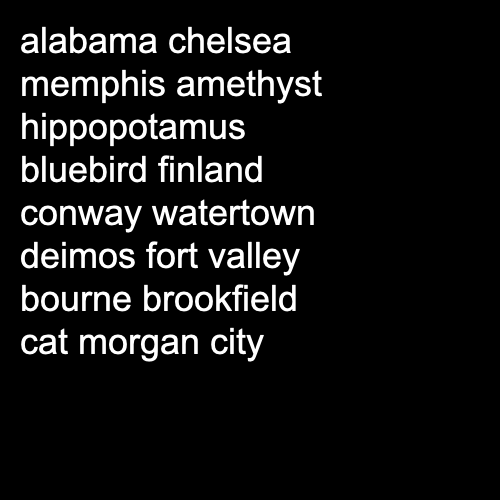 alabama chelsea
memphis amethyst
hippopotamus
bluebird finland
conway watertown
deimos fort valley
bourne brookfield
cat morgan city